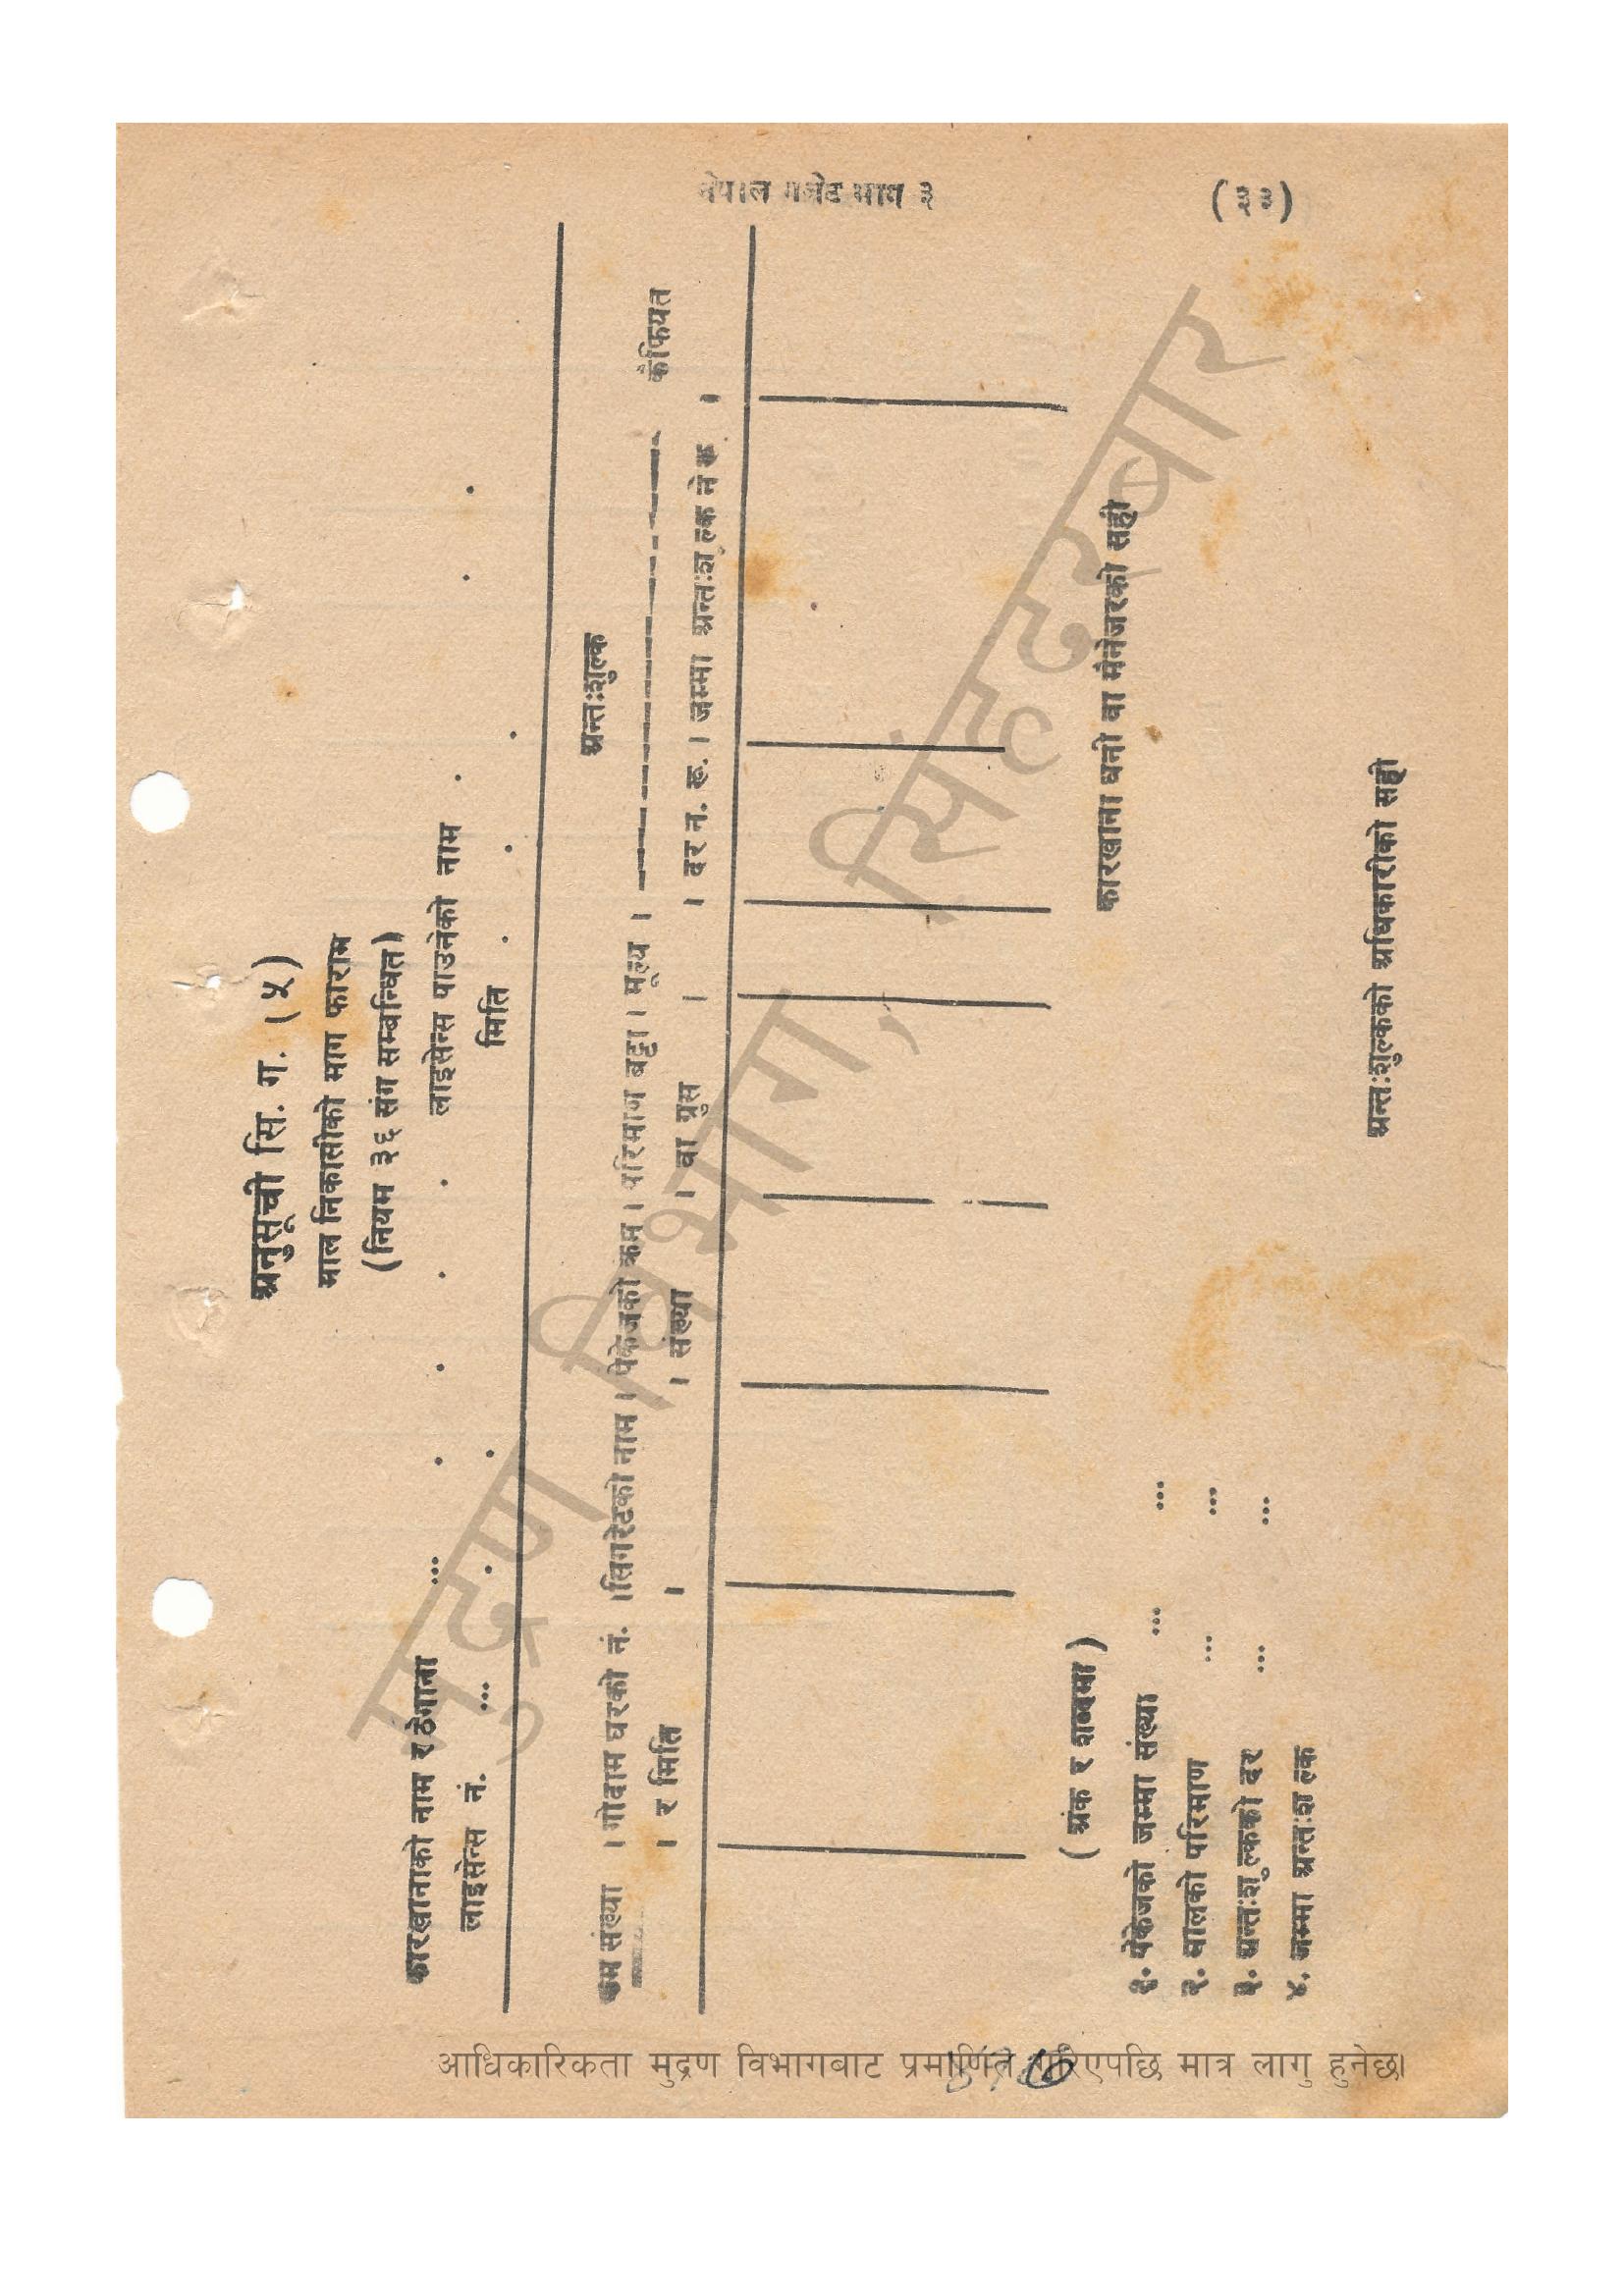 नेपाल गजेट भाग ३ (३३)
अनुसूची सि. ग. (५)
माल निकासीको माग फाराम
(नियम ३६ संग सम्बन्धित)
कारखानाको नाम र ठेगाना ... . . . . लाइसेन्स पाउनेको नाम . .
लाइसेन्स नं. ... . . मिति . . . .
अन्तःशुल्क
क्रम संख्या । गोदाम घरको नं. । सिगरेटको नाम । पेकेजको क्रम । परिमाण बट्टा । मूल्य । कैफियत
। र मिति । । संख्या । वा ग्रुस । । दर न. रु. । जम्मा अन्तःशुल्क ने रु ।
( अंक र शब्दमा )
१. पेकेजको जम्मा संख्या ... ... कारखाना धनी वा मैनेजरको सही
२. मालको परिमाण ... ...
३. अन्तःशुल्कको दर ... ...
४. जम्मा अन्तःशुल्क
अन्तःशुल्कको अधिकारीको सही
मुद्रण विभाग, सिंहदरबार
आधिकारिकता मुद्रण विभागबाट प्रमाणित गरिएपछि मात्र लागु हुनेछ।